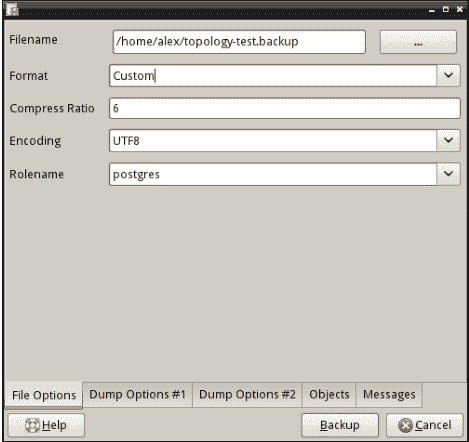 Filename /home/alex/topology-test.backup ...
Format Custom
Compress Ratio 6
Encoding UTF8
Rolename postgres
File Options Dump Options #1 Dump Options #2 Objects Messages
Help Backup Cancel